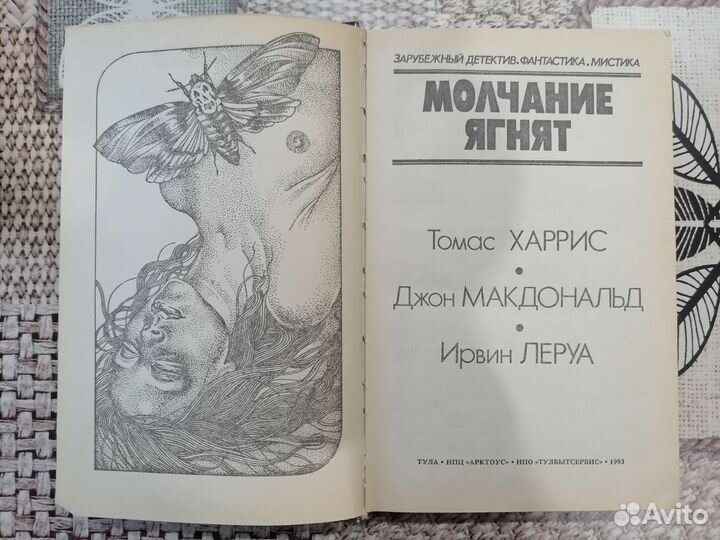 ЗАРУБЕЖНЫЙ ДЕТЕКТИВ.ФАНТАСТИКА.МИСТИКА
МОЛЧАНИЕ
ЯГНЯТ
Томас ХАРРИС
•
Джон МАКДОНАЛЬД
•
Ирвин ЛЕРУА
ТУЛА • НПЦ «АРКТОУС» • НПО «ТУЛБЫТСЕРВИС» • 1993
Avito